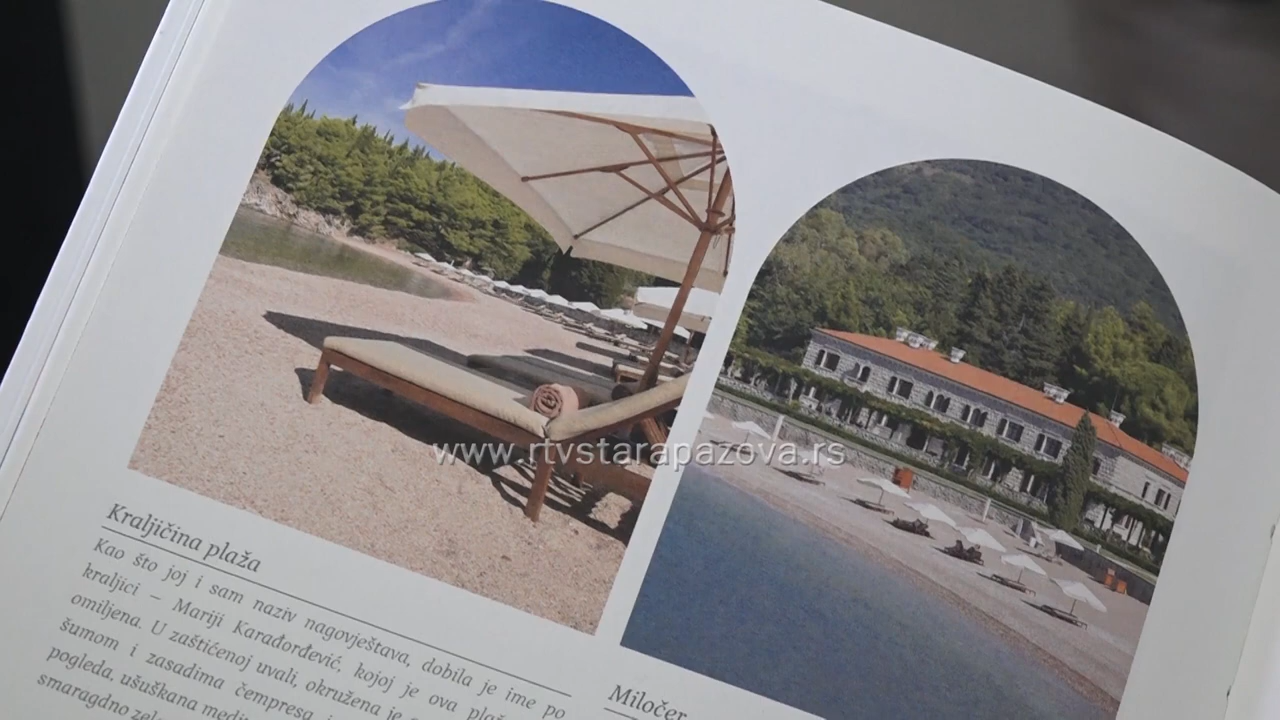 www.rtvstarapazova.rs
Kraljičina plaža
Kao što joj i sam naziv nagovještava, dobila je ime po
kraljici – Mariji Karađorđević, kojoj je ova plaža
omiljena. U zaštićenoj uvali, okružena je
šumom i zasadima čempresa,
pogleda, ušuškana
smaragdno
Miločer